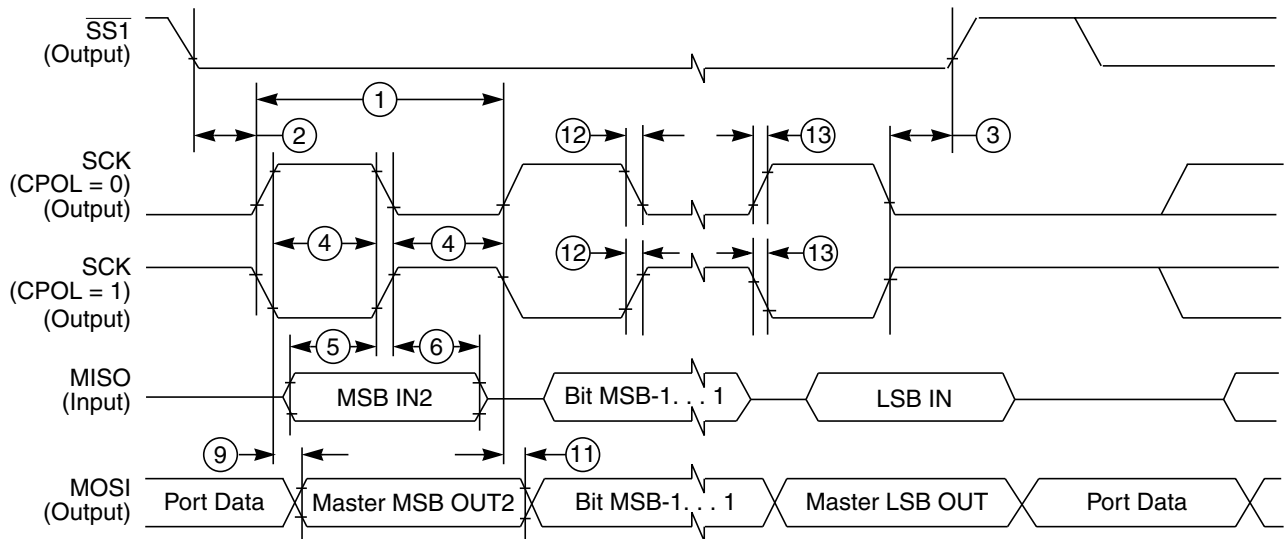 SS1
(Output)
1
2
12
13
3
SCK
(CPOL = 0)
(Output)
4
4
12
13
SCK
(CPOL = 1)
(Output)
5
6
MISO
(Input)
MSB IN2
Bit MSB-1. . . 1
LSB IN
9
11
MOSI
(Output)
Port Data
Master MSB OUT2
Bit MSB-1. . . 1
Master LSB OUT
Port Data